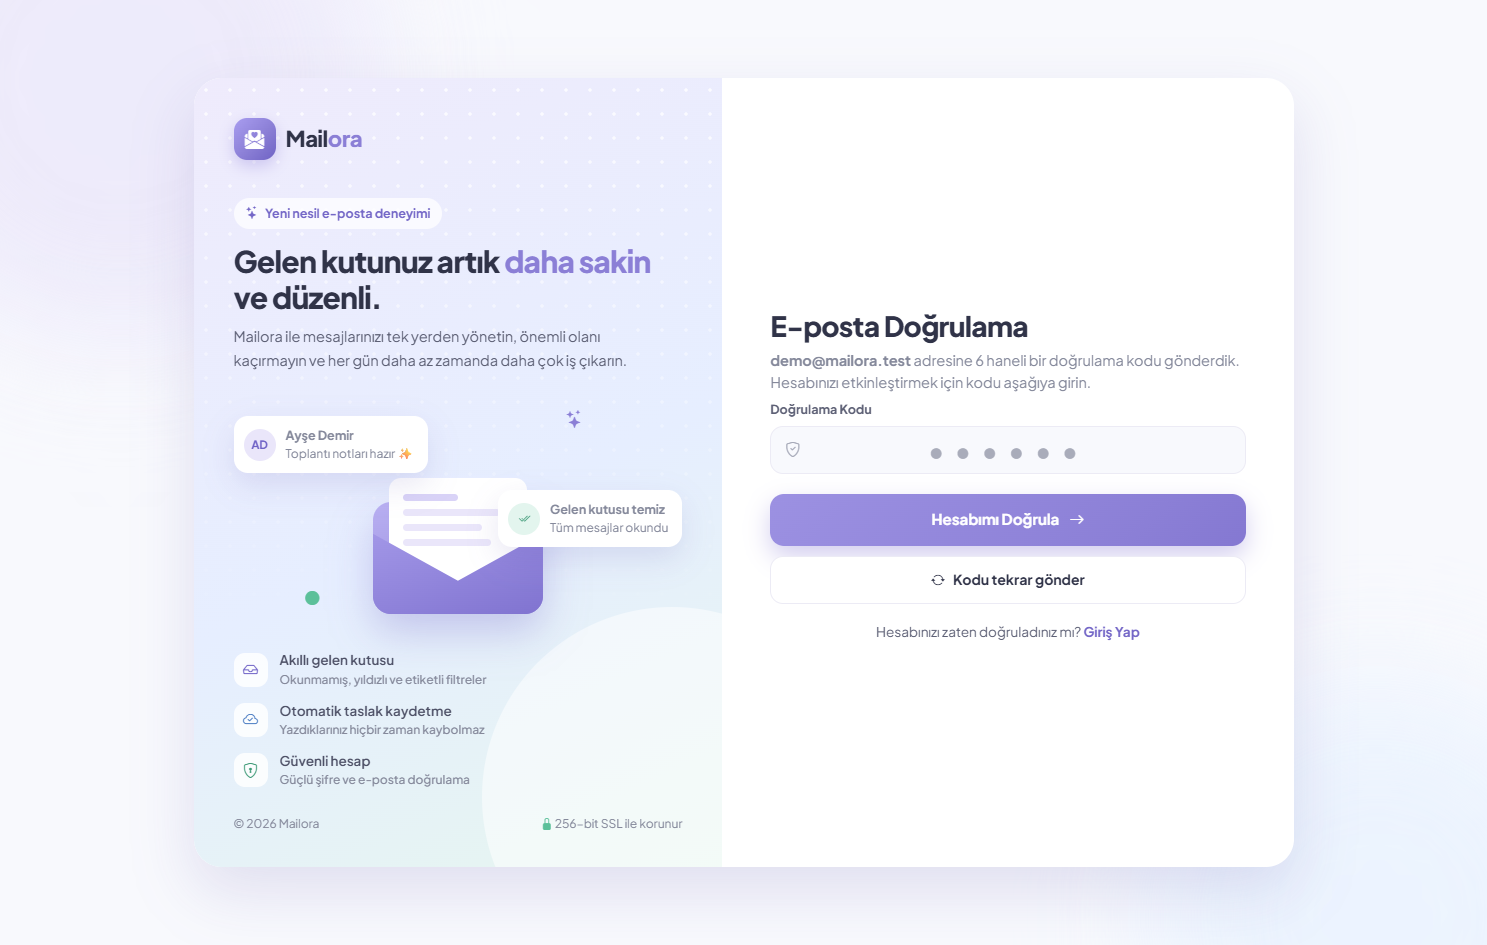 Mailora
Yeni nesil e-posta deneyimi
Gelen kutunuz artık daha sakin
ve düzenli.
Mailora ile mesajlarınızı tek yerden yönetin, önemli olanı
kaçırmayın ve her gün daha az zamanda daha çok iş çıkarın.
AD
Ayşe Demir
Toplantı notları hazır ✨
Gelen kutusu temiz
Tüm mesajlar okundu
Akıllı gelen kutusu
Okunmamış, yıldızlı ve etiketli filtreler
Otomatik taslak kaydetme
Yazdıklarınız hiçbir zaman kaybolmaz
Güvenli hesap
Güçlü şifre ve e-posta doğrulama
© 2026 Mailora
256-bit SSL ile korunur
E-posta Doğrulama
demo@mailora.test adresine 6 haneli bir doğrulama kodu gönderdik.
Hesabınızı etkinleştirmek için kodu aşağıya girin.
Doğrulama Kodu
● ● ● ● ● ●
Hesabımı Doğrula →
Kodu tekrar gönder
Hesabınızı zaten doğruladınız mı? Giriş Yap